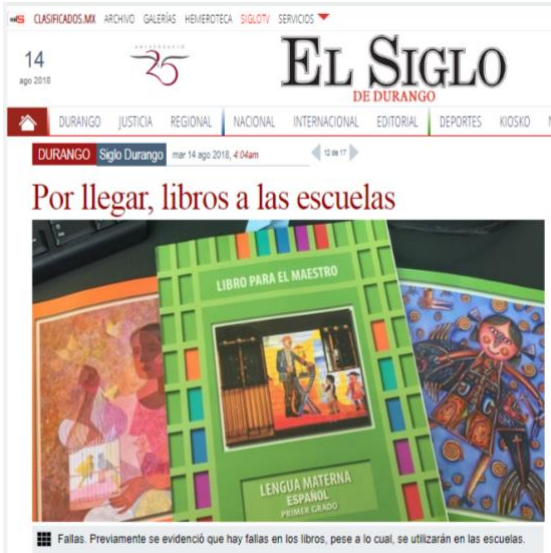 CLASIFICADOS.MX ARCHIVO GALERÍAS HEMEROTECA SIGLOTV SERVICIOS
14
ago 2018
ANIVERSARIO
25
EL SIGLO
DE DURANGO
DURANGO JUSTICIA REGIONAL NACIONAL INTERNACIONAL EDITORIAL DEPORTES KIOSKO
DURANGO Siglo Durango mar 14 ago 2018, 4:04am 12 de 17
Por llegar, libros a las escuelas
LIBRO PARA EL MAESTRO
LENGUA MATERNA
ESPAÑOL
PRIMER GRADO
Fallas. Previamente se evidenció que hay fallas en los libros, pese a lo cual, se utilizarán en las escuelas.